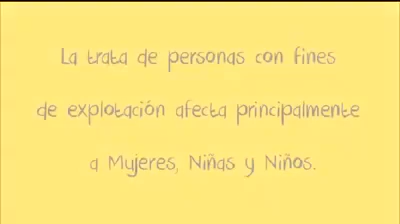 La trata de personas con fines
de explotación afecta principalmente
a Mujeres, Niñas y Niños.